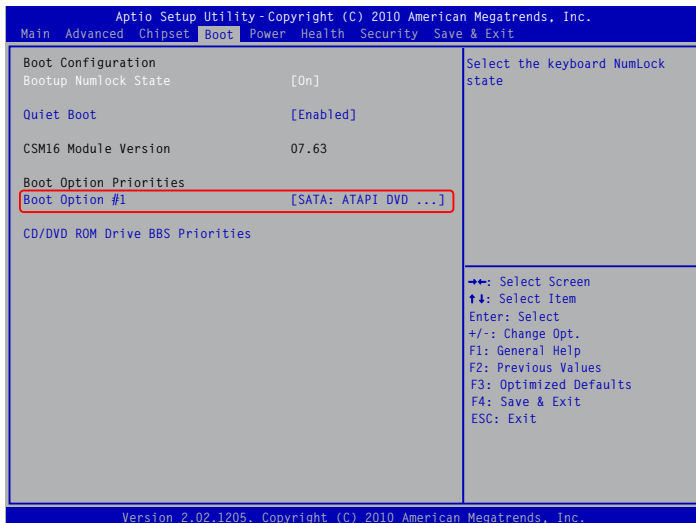 Aptio Setup Utility - Copyright (C) 2010 American Megatrends, Inc.
Main Advanced Chipset Boot Power Health Security Save & Exit
Boot Configuration
Bootup Numlock State [On]
Quiet Boot [Enabled]
CSM16 Module Version 07.63
Boot Option Priorities
Boot Option #1 [SATA: ATAPI DVD ...]
CD/DVD ROM Drive BBS Priorities
Select the keyboard NumLock
state
→←: Select Screen
↑↓: Select Item
Enter: Select
+/-: Change Opt.
F1: General Help
F2: Previous Values
F3: Optimized Defaults
F4: Save & Exit
ESC: Exit
Version 2.02.1205. Copyright (C) 2010 American Megatrends, Inc.